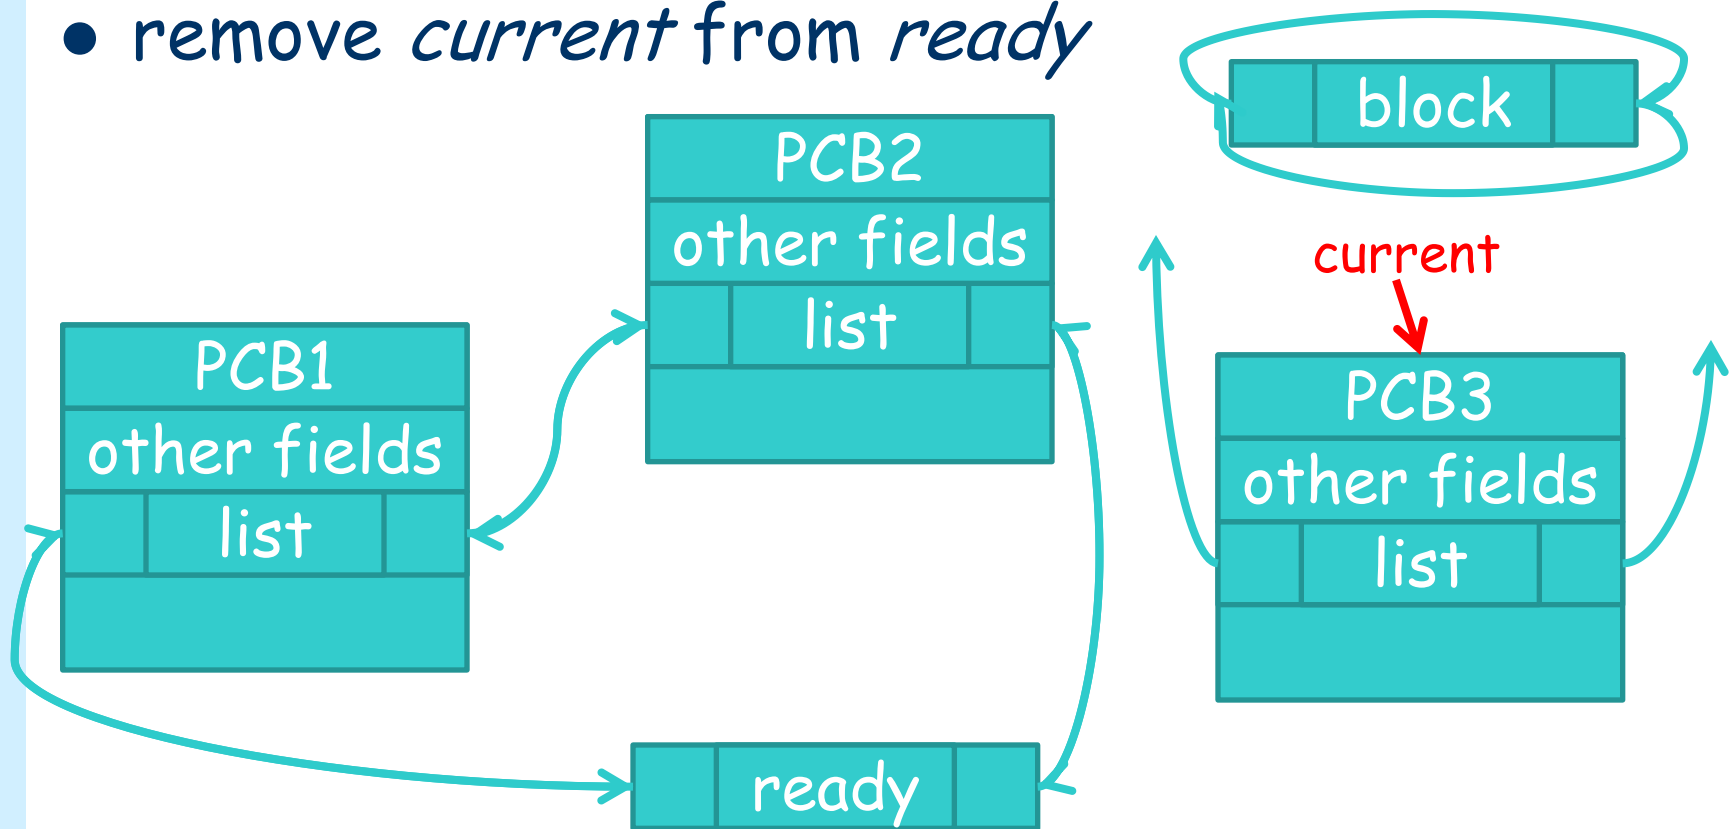 ● remove current from ready
block
PCB2
other fields
list
current
PCB1
other fields
list
PCB3
other fields
list
ready